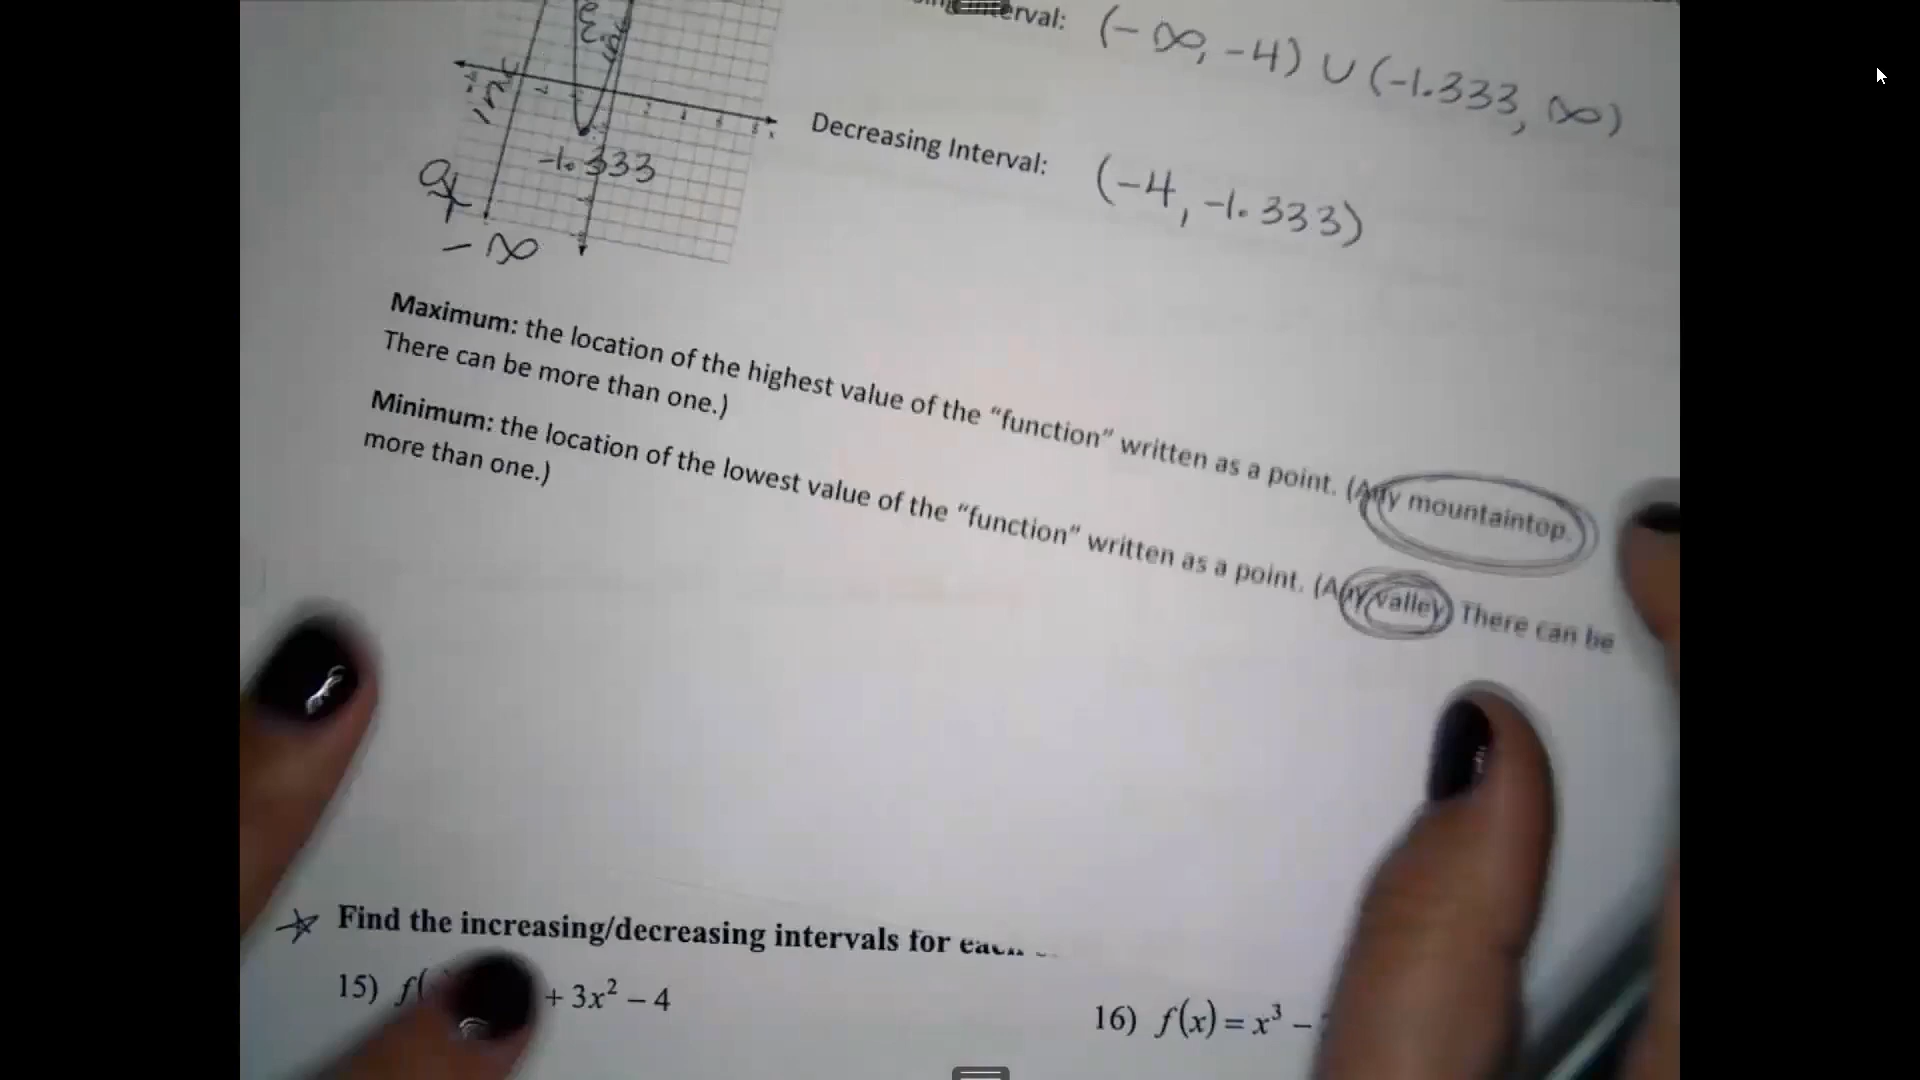 erval: (-∞, -4) ∪ (-1.333, ∞)
inc
Decreasing Interval: (-4, -1.333)
-1.333
- ∞
Maximum: the location of the highest value of the “function” written as a point. (Any mountaintop.
There can be more than one.)
Minimum: the location of the lowest value of the “function” written as a point. (Any valley. There can be
more than one.)
Find the increasing/decreasing intervals for each
15) f( + 3x² – 4
16) f(x) = x³ –